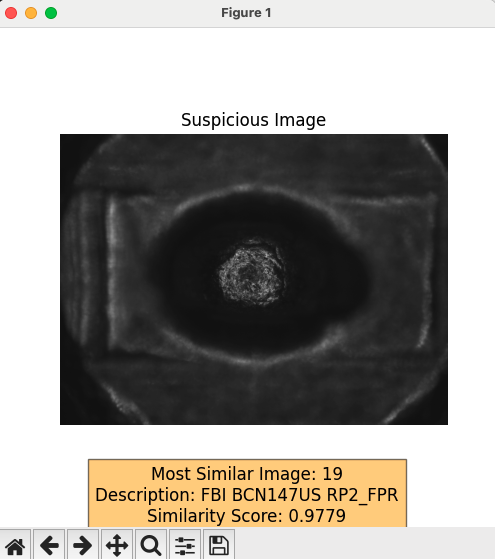 Figure 1
Suspicious Image
Most Similar Image: 19
Description: FBI BCN147US RP2_FPR
Similarity Score: 0.9779